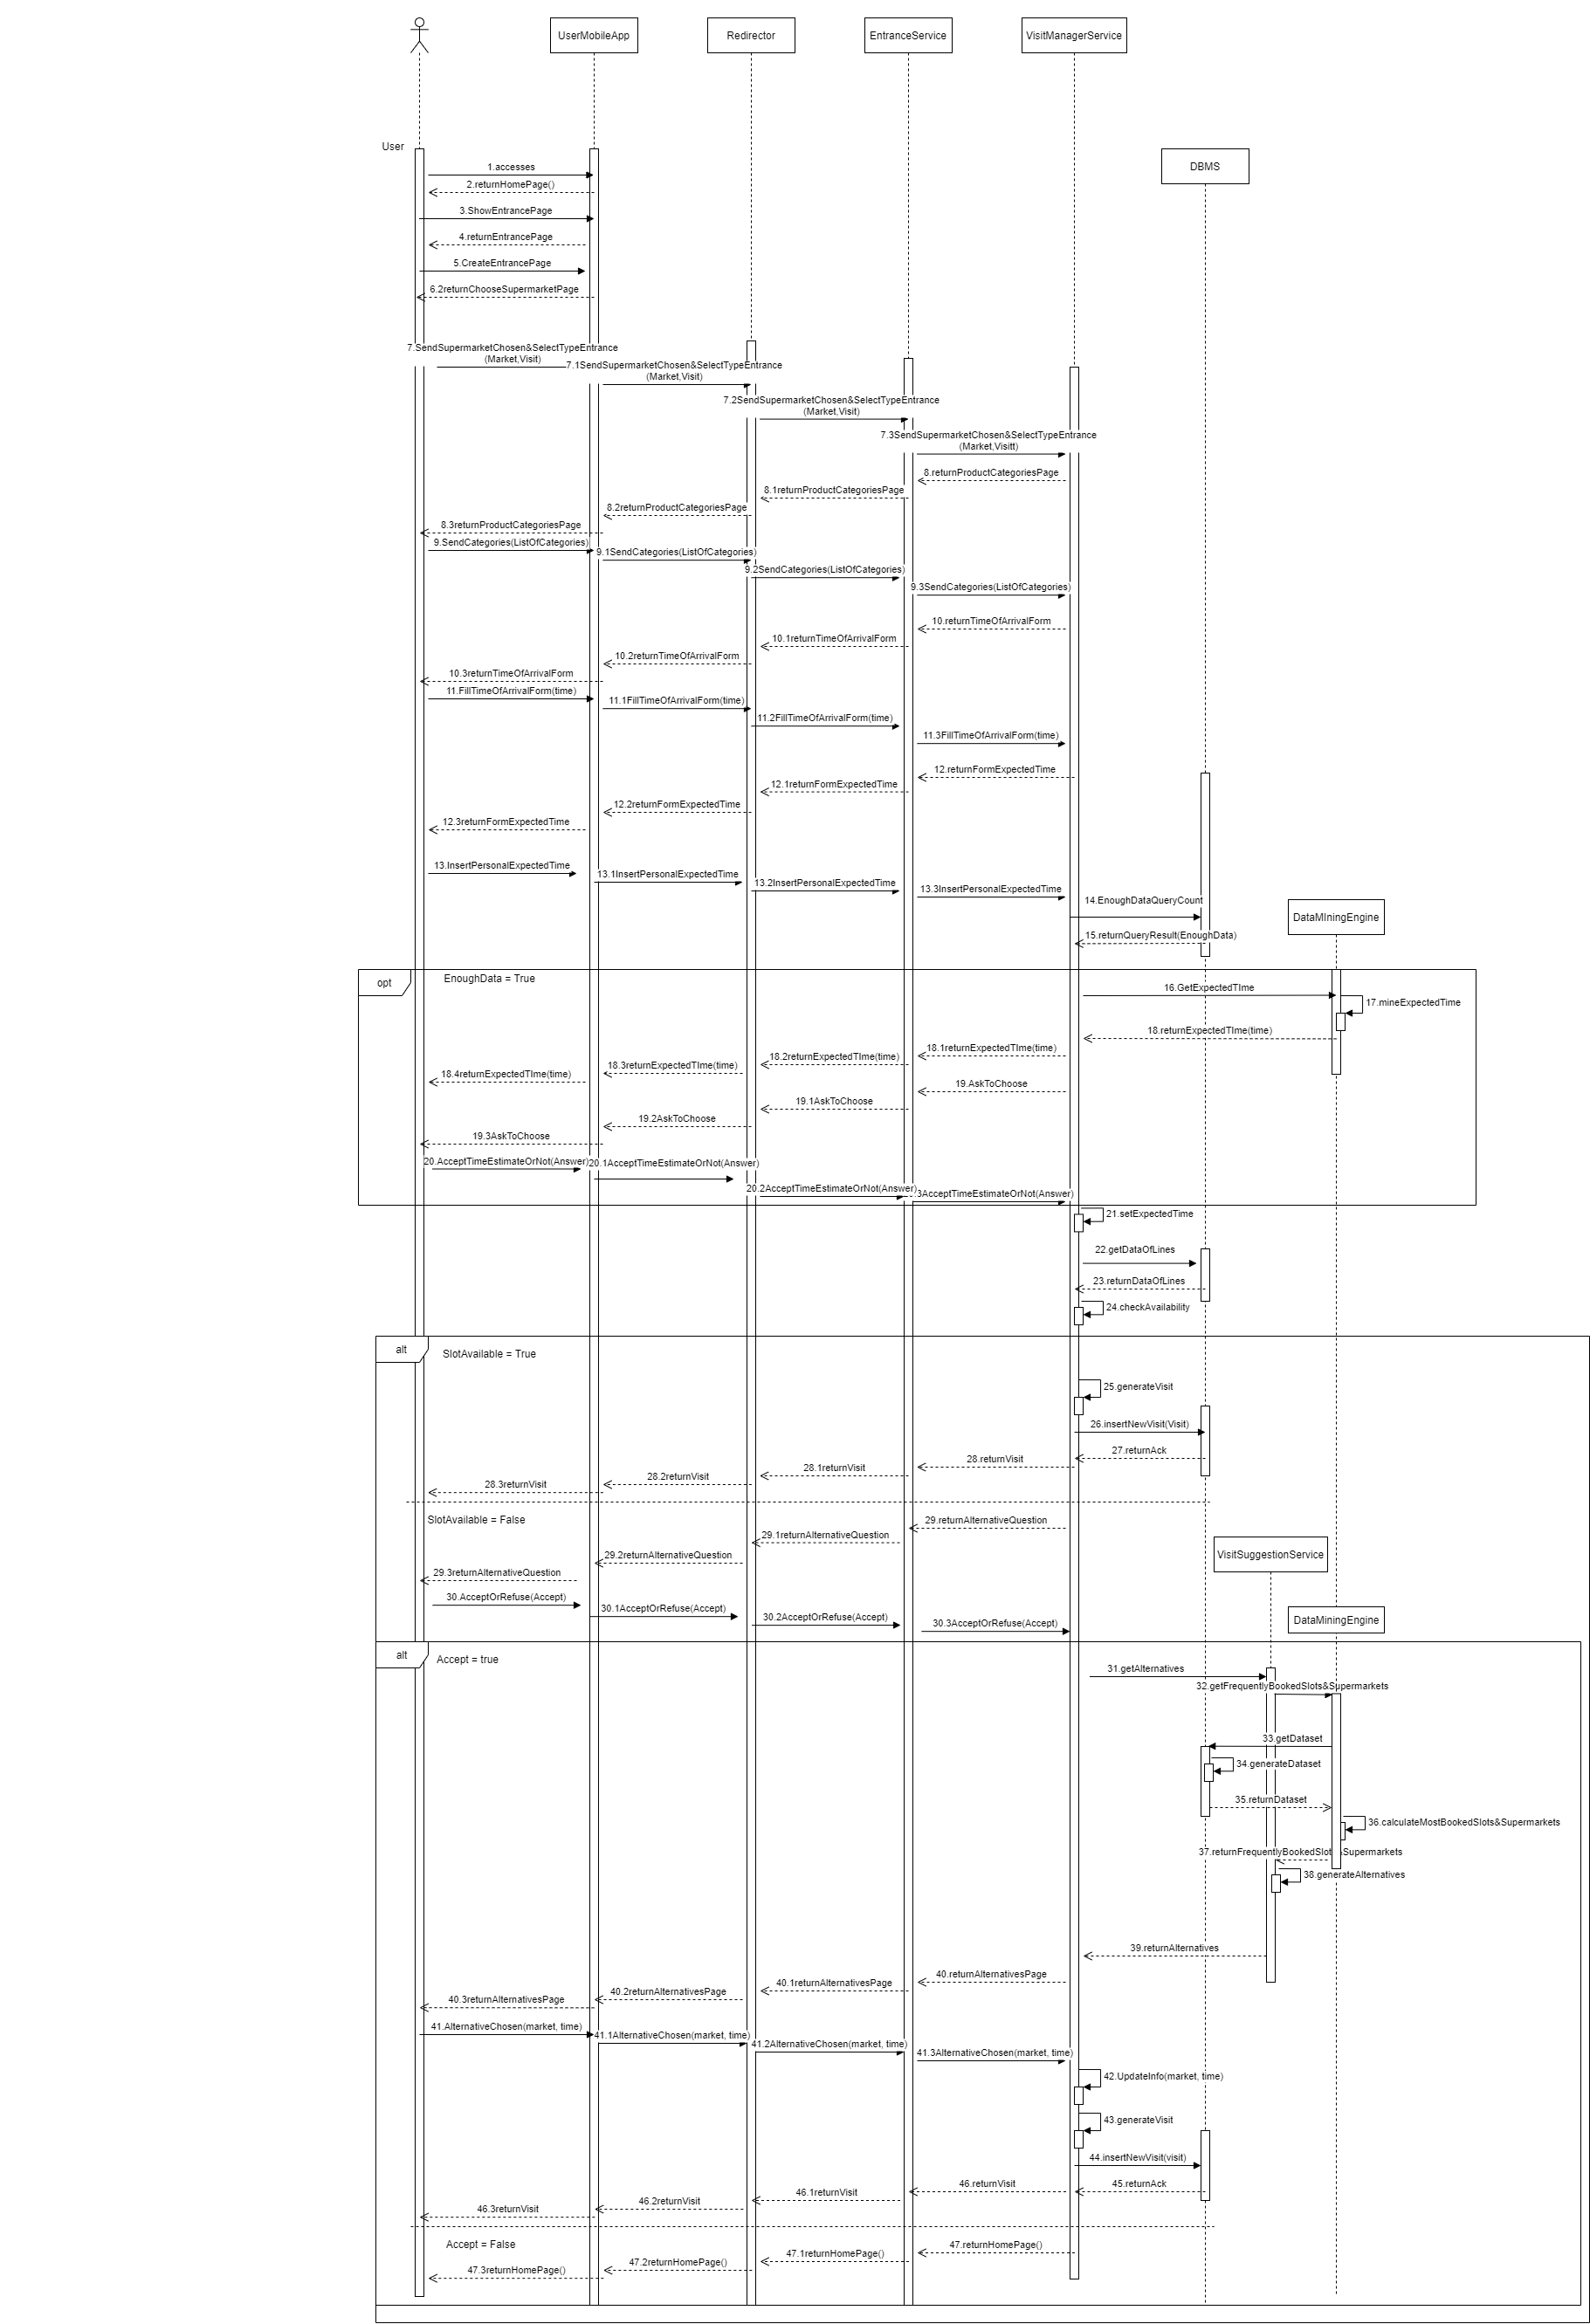 UserMobileApp
Redirector
EntranceService
VisitManagerService
User
DBMS
1.accesses
2.returnHomePage()
3.ShowEntrancePage
4.returnEntrancePage
5.CreateEntrancePage
6.2returnChooseSupermarketPage
7.SendSupermarketChosen&SelectTypeEntrance
(Market,Visit)
7.1SendSupermarketChosen&SelectTypeEntrance
(Market,Visit)
7.2SendSupermarketChosen&SelectTypeEntrance
(Market,Visit)
7.3SendSupermarketChosen&SelectTypeEntrance
(Market,Visitt)
8.returnProductCategoriesPage
8.1returnProductCategoriesPage
8.2returnProductCategoriesPage
8.3returnProductCategoriesPage
9.SendCategories(ListOfCategories)
9.1SendCategories(ListOfCategories)
9.2SendCategories(ListOfCategories)
9.3SendCategories(ListOfCategories)
10.returnTimeOfArrivalForm
10.1returnTimeOfArrivalForm
10.2returnTimeOfArrivalForm
10.3returnTimeOfArrivalForm
11.FillTimeOfArrivalForm(time)
11.1FillTimeOfArrivalForm(time)
11.2FillTimeOfArrivalForm(time)
11.3FillTimeOfArrivalForm(time)
12.returnFormExpectedTime
12.1returnFormExpectedTime
12.2returnFormExpectedTime
12.3returnFormExpectedTime
13.InsertPersonalExpectedTime
13.1InsertPersonalExpectedTime
13.2InsertPersonalExpectedTime
13.3InsertPersonalExpectedTime
14.EnoughDataQueryCount
DataMIningEngine
15.returnQueryResult(EnoughData)
opt
EnoughData = True
16.GetExpectedTIme
17.mineExpectedTime
18.returnExpectedTIme(time)
18.1returnExpectedTIme(time)
18.2returnExpectedTIme(time)
18.3returnExpectedTIme(time)
18.4returnExpectedTIme(time)
19.AskToChoose
19.1AskToChoose
19.2AskToChoose
19.3AskToChoose
20.AcceptTimeEstimateOrNot(Answer)
20.1AcceptTimeEstimateOrNot(Answer)
20.2AcceptTimeEstimateOrNot(Answer)
3AcceptTimeEstimateOrNot(Answer)
21.setExpectedTime
22.getDataOfLines
23.returnDataOfLines
24.checkAvailability
alt
SlotAvailable = True
25.generateVisit
26.insertNewVisit(Visit)
27.returnAck
28.returnVisit
28.1returnVisit
28.2returnVisit
28.3returnVisit
SlotAvailable = False
29.returnAlternativeQuestion
29.1returnAlternativeQuestion
29.2returnAlternativeQuestion
29.3returnAlternativeQuestion
VisitSuggestionService
30.AcceptOrRefuse(Accept)
30.1AcceptOrRefuse(Accept)
30.2AcceptOrRefuse(Accept)
30.3AcceptOrRefuse(Accept)
DataMiningEngine
alt
Accept = true
31.getAlternatives
32.getFrequentlyBookedSlots&Supermarkets
33.getDataset
34.generateDataset
35.returnDataset
36.calculateMostBookedSlots&Supermarkets
37.returnFrequentlyBookedSlots&Supermarkets
38.generateAlternatives
39.returnAlternatives
40.returnAlternativesPage
40.1returnAlternativesPage
40.2returnAlternativesPage
40.3returnAlternativesPage
41.AlternativeChosen(market, time)
41.1AlternativeChosen(market, time)
41.2AlternativeChosen(market, time)
41.3AlternativeChosen(market, time)
42.UpdateInfo(market, time)
43.generateVisit
44.insertNewVisit(visit)
45.returnAck
46.returnVisit
46.1returnVisit
46.2returnVisit
46.3returnVisit
Accept = False
47.returnHomePage()
47.1returnHomePage()
47.2returnHomePage()
47.3returnHomePage()